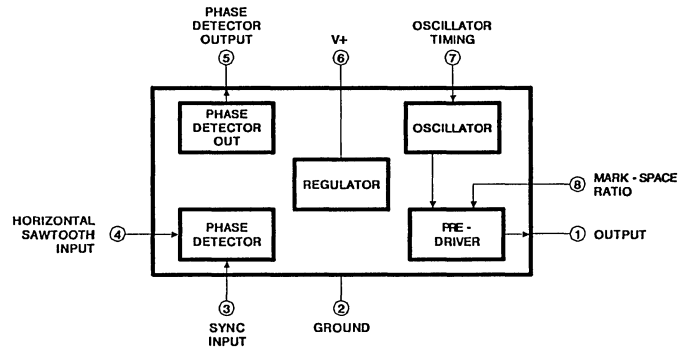 PHASE
DETECTOR
OUTPUT
5
V+
6
OSCILLATOR
TIMING
7
PHASE
DETECTOR
OUT
OSCILLATOR
REGULATOR
8
MARK - SPACE
RATIO
HORIZONTAL
SAWTOOTH
INPUT
4
PHASE
DETECTOR
PRE -
DRIVER
1
OUTPUT
3
SYNC
INPUT
2
GROUND